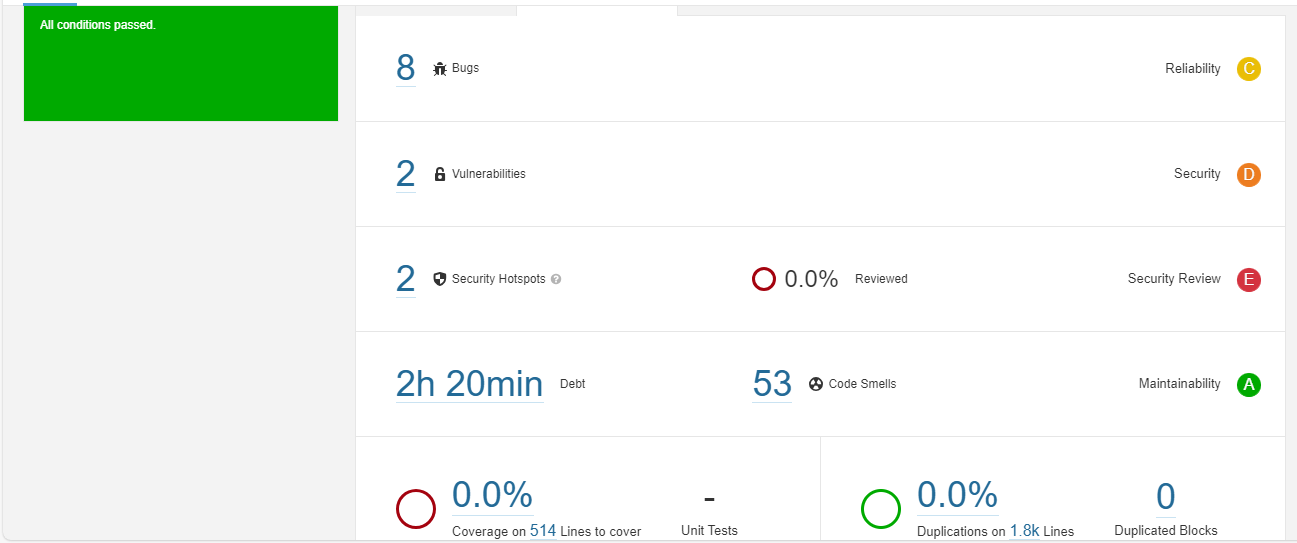 All conditions passed.
8 Bugs Reliability C
2 Vulnerabilities Security D
2 Security Hotspots ? 0.0% Reviewed Security Review E
2h 20min Debt 53 Code Smells Maintainability A
0.0% - 0.0% 0
Coverage on 514 Lines to cover Unit Tests Duplications on 1.8k Lines Duplicated Blocks